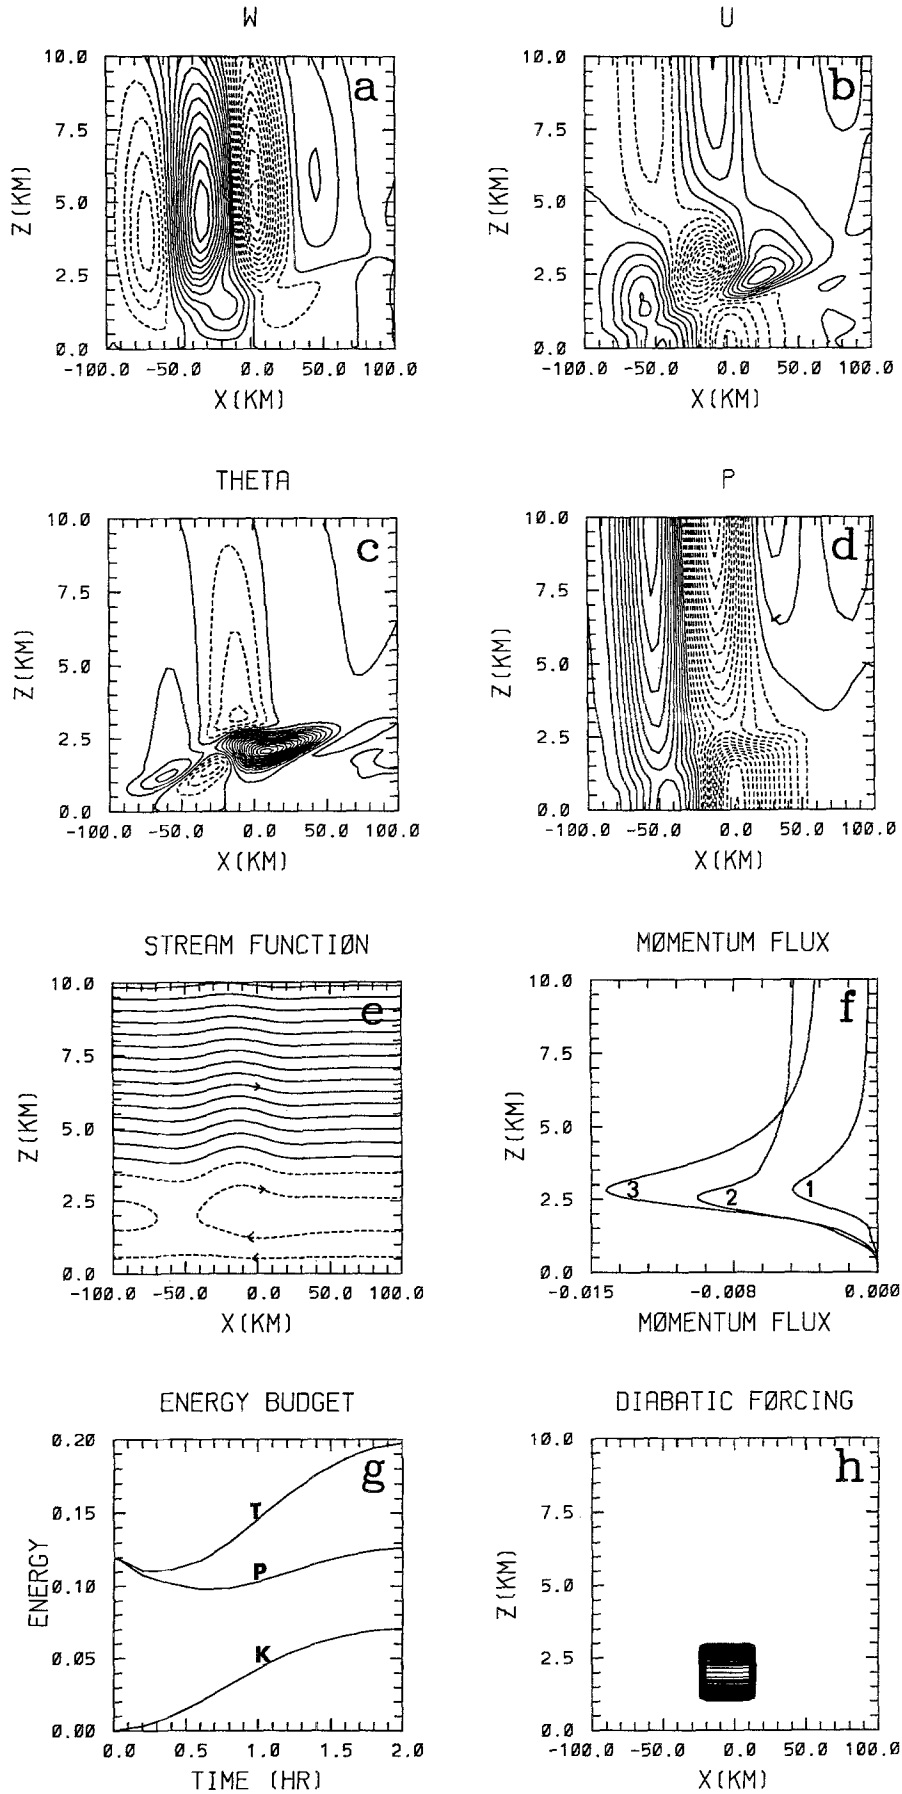 W
a
10.0
7.5
5.0
2.5
0.0
Z(KM)
-100.0 -50.0 0.0 50.0 100.0
X(KM)
U
b
10.0
7.5
5.0
2.5
0.0
Z(KM)
-100.0 -50.0 0.0 50.0 100.0
X(KM)
THETA
c
10.0
7.5
5.0
2.5
0.0
Z(KM)
-100.0 -50.0 0.0 50.0 100.0
X(KM)
P
d
10.0
7.5
5.0
2.5
0.0
Z(KM)
-100.0 -50.0 0.0 50.0 100.0
X(KM)
STREAM FUNCTIØN
e
10.0
7.5
5.0
2.5
0.0
Z(KM)
-100.0 -50.0 0.0 50.0 100.0
X(KM)
MØMENTUM FLUX
f
10.0
7.5
5.0
2.5
0.0
Z(KM)
3
2
1
-0.015 -0.008 0.000
MØMENTUM FLUX
ENERGY BUDGET
g
0.20
0.15
0.10
0.05
0.00
ENERGY
T
P
K
0.0 0.5 1.0 1.5 2.0
TIME (HR)
DIABATIC FØRCING
h
10.0
7.5
5.0
2.5
0.0
Z(KM)
-100.0 -50.0 0.0 50.0 100.0
X(KM)